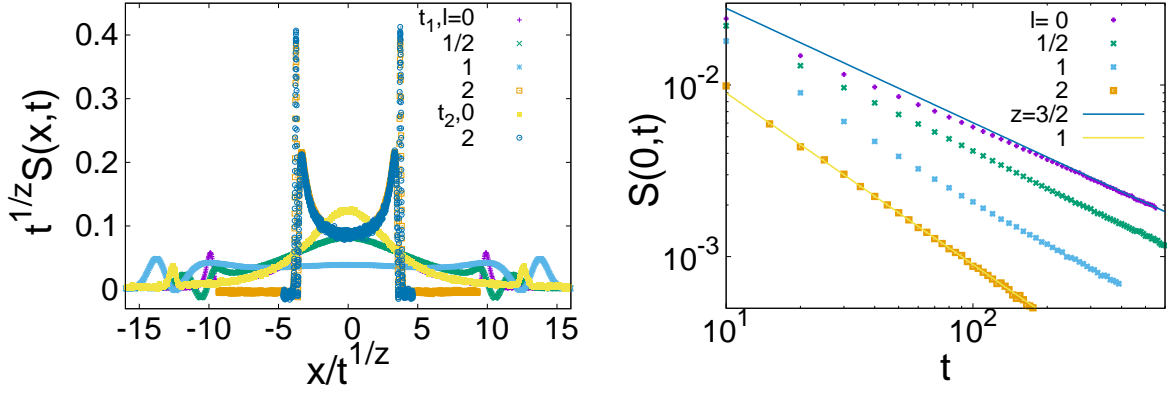 0.4
0.3
0.2
0.1
0
-15 -10 -5 0 5 10 15
t^{1/z}S(x,t)
x/t^{1/z}
t_1,l=0
1/2
1
2
t_2,0
2
10^{-2}
10^{-3}
10^1 10^2
S(0,t)
t
l= 0
1/2
1
2
z=3/2
1